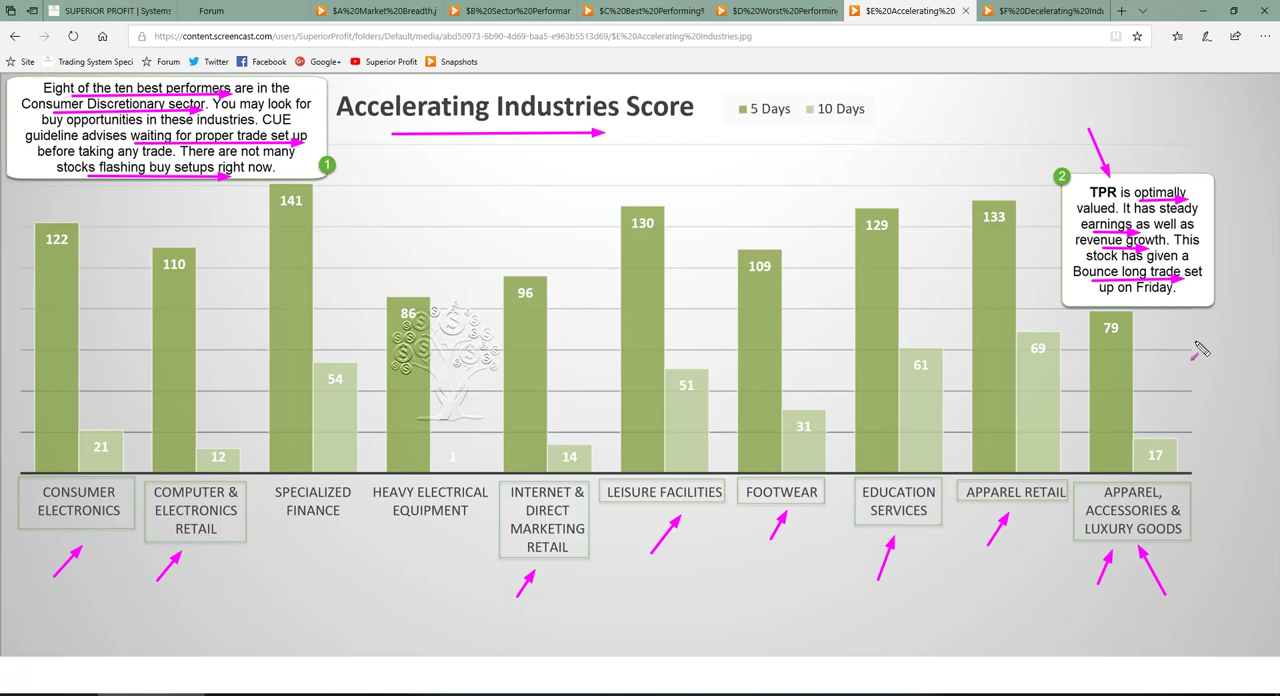 SUPERIOR PROFIT | Systems
Forum
$A%20Market%20Breadth.j
$B%20Sector%20Performan
$C%20Best%20Performing%
$D%20Worst%20Performing
$E%20Accelerating%20
$F%20Decelerating%20Indu
https://content.screencast.com/users/SuperiorProfit/folders/Default/media/abd50973-6b90-4d69-baa5-e963b5513d69/$E%20Accelerating%20Industries.jpg
Site
Trading System Speci
Forum
Twitter
Facebook
Google+
Superior Profit
Snapshots
Eight of the ten best performers are in the
Consumer Discretionary sector. You may look for
buy opportunities in these industries. CUE
guideline advises waiting for proper trade set up
before taking any trade. There are not many
stocks flashing buy setups right now.
1
Accelerating Industries Score
5 Days
10 Days
2
TPR is optimally
valued. It has steady
earnings as well as
revenue growth. This
stock has given a
Bounce long trade set
up on Friday.
122
21
110
12
141
54
86
1
96
14
130
51
109
31
129
61
133
69
79
17
CONSUMER
ELECTRONICS
COMPUTER &
ELECTRONICS
RETAIL
SPECIALIZED
FINANCE
HEAVY ELECTRICAL
EQUIPMENT
INTERNET &
DIRECT
MARKETING
RETAIL
LEISURE FACILITIES
FOOTWEAR
EDUCATION
SERVICES
APPAREL RETAIL
APPAREL,
ACCESSORIES &
LUXURY GOODS